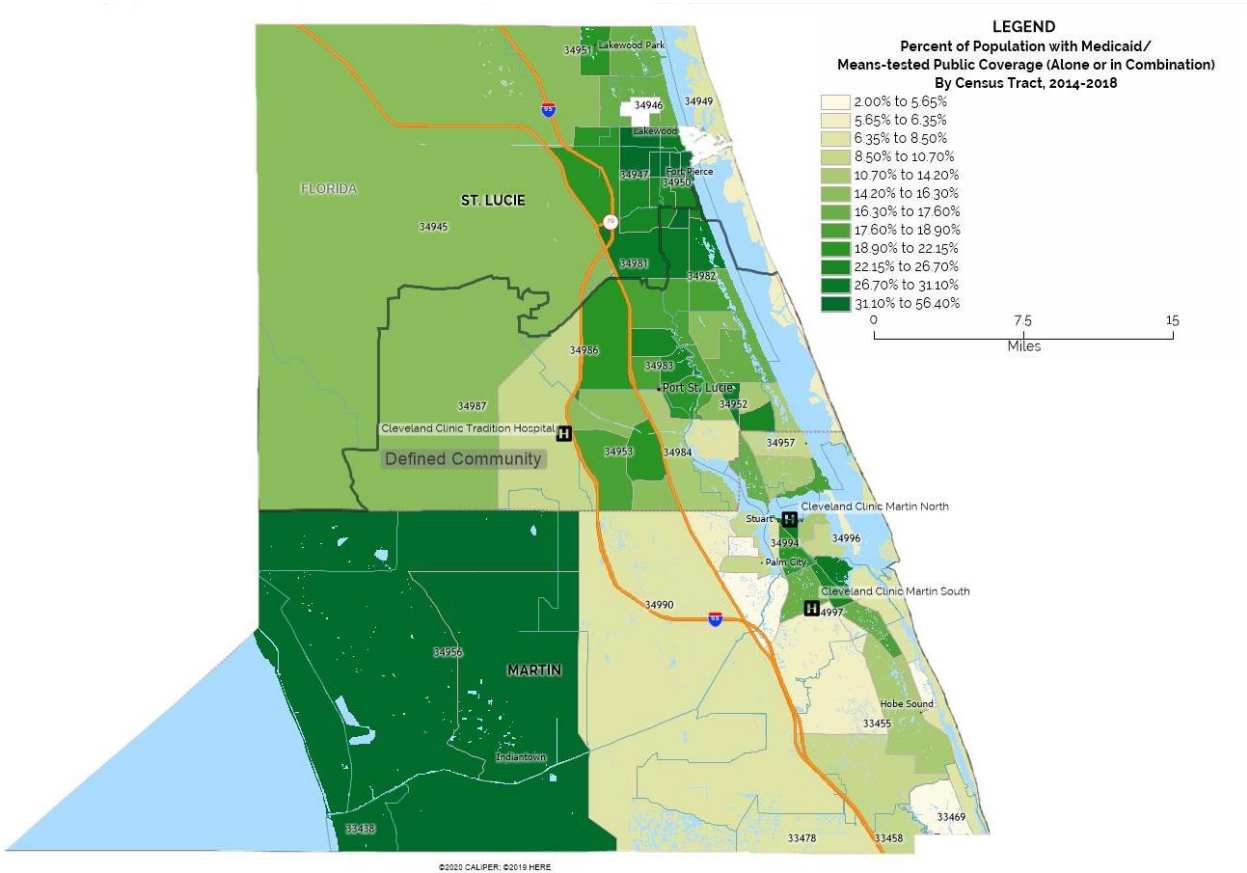 LEGEND
Percent of Population with Medicaid/
Means-tested Public Coverage (Alone or in Combination)
By Census Tract, 2014-2018
2.00% to 5.65%
5.65% to 6.35%
6.35% to 8.50%
8.50% to 10.70%
10.70% to 14.20%
14.20% to 16.30%
16.30% to 17.60%
17.60% to 18.90%
18.90% to 22.15%
22.15% to 26.70%
26.70% to 31.10%
31.10% to 56.40%
0 7.5 15
Miles
34951
Lakewood Park
34946
34949
95
Lakewood
34947
Fort Pierce
34950
FLORIDA
ST. LUCIE
34945
70
34981
34982
34986
34983
Port St. Lucie
34987
34952
Cleveland Clinic Tradition Hospital
H
Defined Community
34953
34984
34957
Cleveland Clinic Martin North
Stuart
H
34994
34996
Palm City
Cleveland Clinic Martin South
H
4997
34990
95
34956
MARTIN
Hobe Sound
33455
Indiantown
33438
33478
33458
33469
©2020 CALIPER; ©2019 HERE